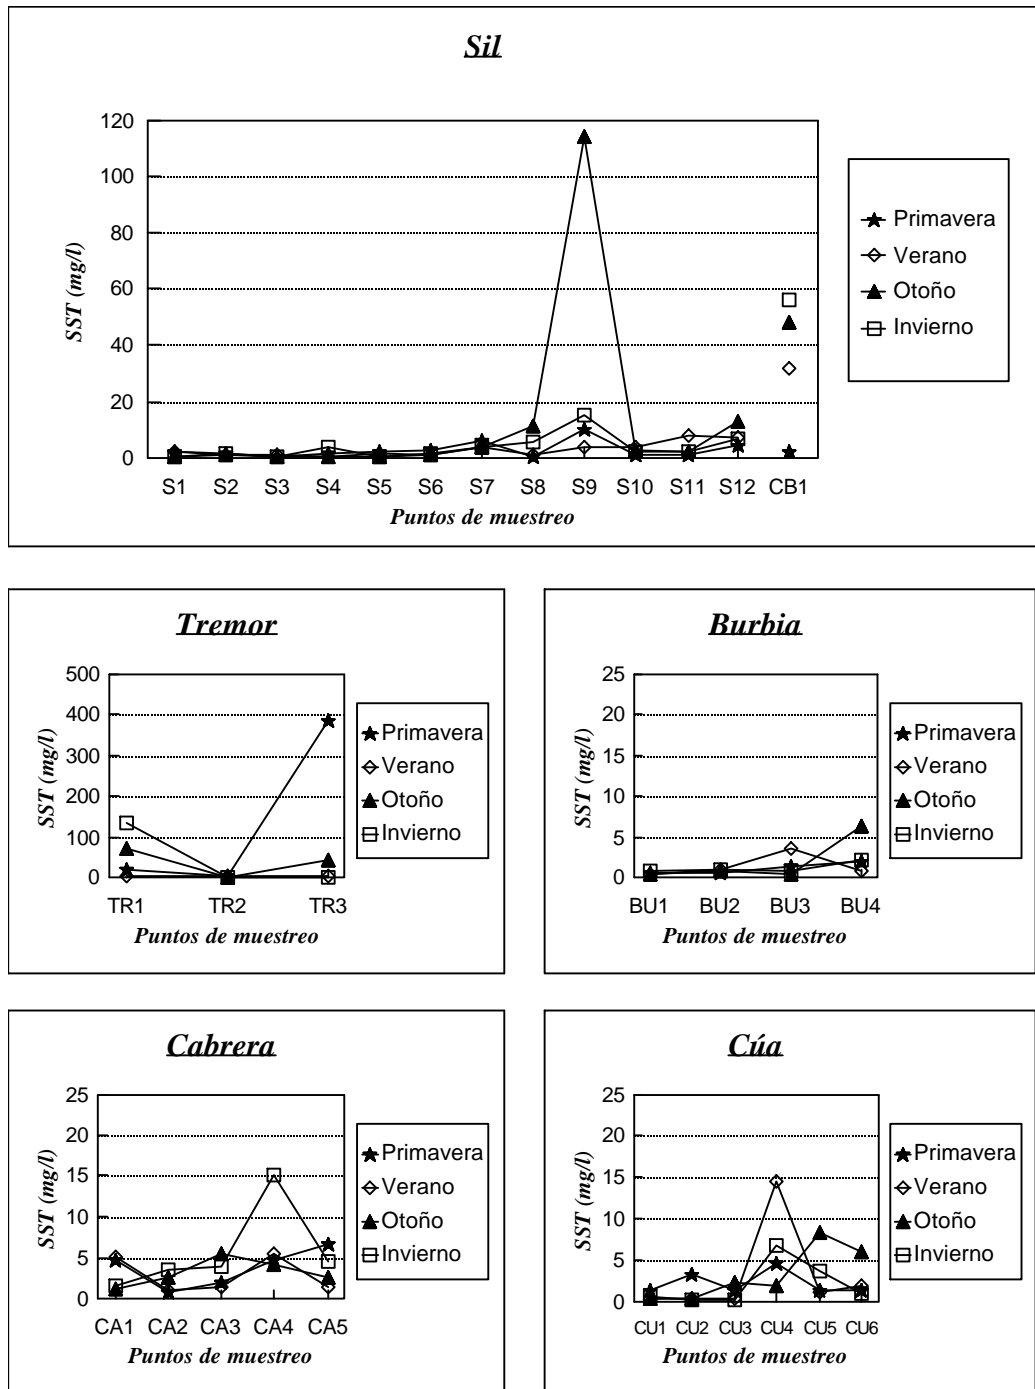 Sil
SST (mg/l)
120
100
80
60
40
20
0
S1 S2 S3 S4 S5 S6 S7 S8 S9 S10 S11 S12 CB1
Puntos de muestreo
Primavera
Verano
Otoño
Invierno
Tremor
SST (mg/l)
500
400
300
200
100
0
TR1 TR2 TR3
Puntos de muestreo
Primavera
Verano
Otoño
Invierno
Burbia
SST (mg/l)
25
20
15
10
5
0
BU1 BU2 BU3 BU4
Puntos de muestreo
Primavera
Verano
Otoño
Invierno
Cabrera
SST (mg/l)
25
20
15
10
5
0
CA1 CA2 CA3 CA4 CA5
Puntos de muestreo
Primavera
Verano
Otoño
Invierno
Cúa
SST (mg/l)
25
20
15
10
5
0
CU1 CU2 CU3 CU4 CU5 CU6
Puntos de muestreo
Primavera
Verano
Otoño
Invierno